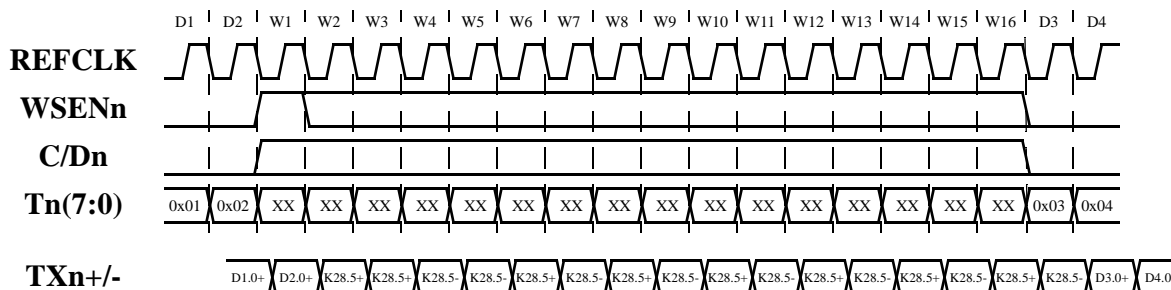 D1 D2 W1 W2 W3 W4 W5 W6 W7 W8 W9 W10 W11 W12 W13 W14 W15 W16 D3 D4
REFCLK
WSENn
C/Dn
Tn(7:0) 0x01 0x02 XX XX XX XX XX XX XX XX XX XX XX XX XX XX XX XX 0x03 0x04
TXn+/- D1.0+ D2.0+ K28.5+ K28.5+ K28.5- K28.5- K28.5+ K28.5- K28.5+ K28.5- K28.5+ K28.5- K28.5+ K28.5- K28.5+ K28.5- K28.5+ K28.5- D3.0+ D4.0